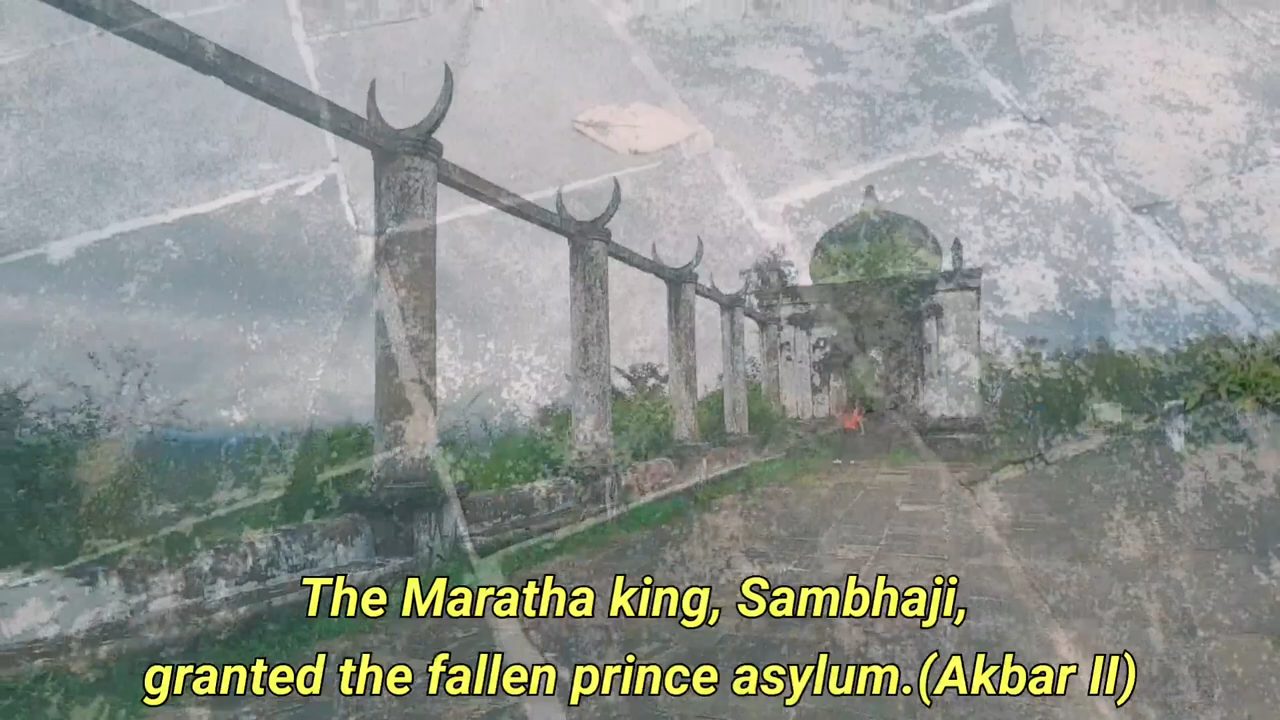 The Maratha king, Sambhaji,
granted the fallen prince asylum.(Akbar II)